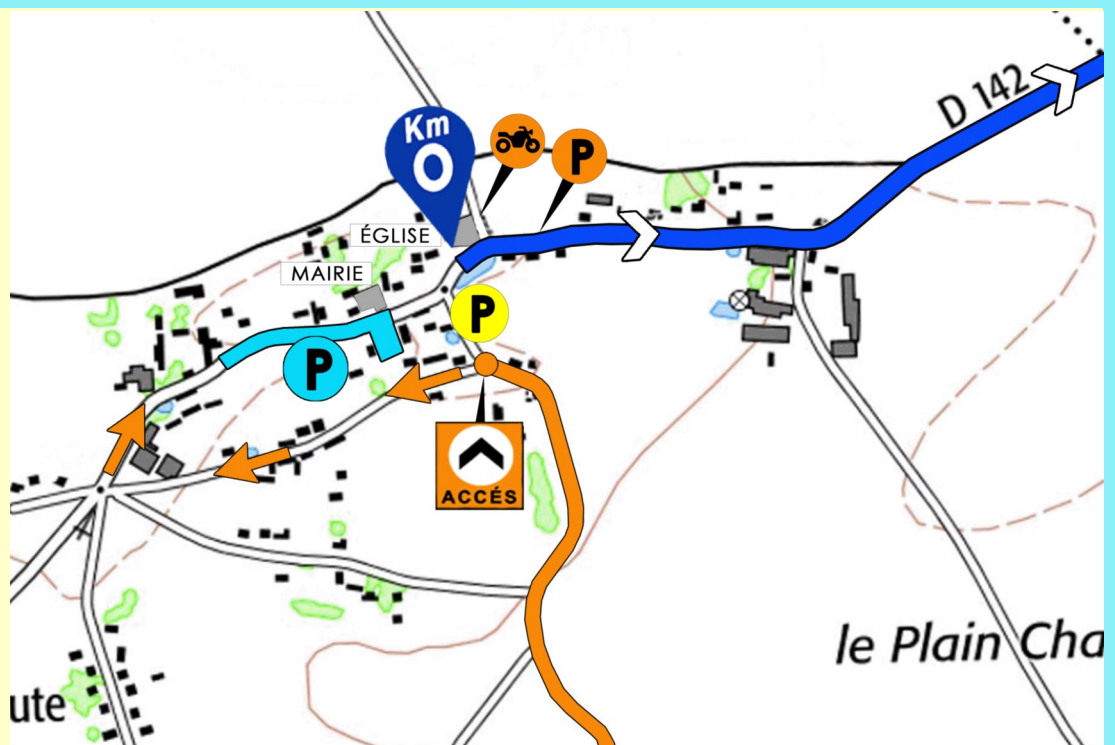 D 142
Km
0
P
ÉGLISE
MAIRIE
P
P
ACCÉS
le Plain Cha
ute